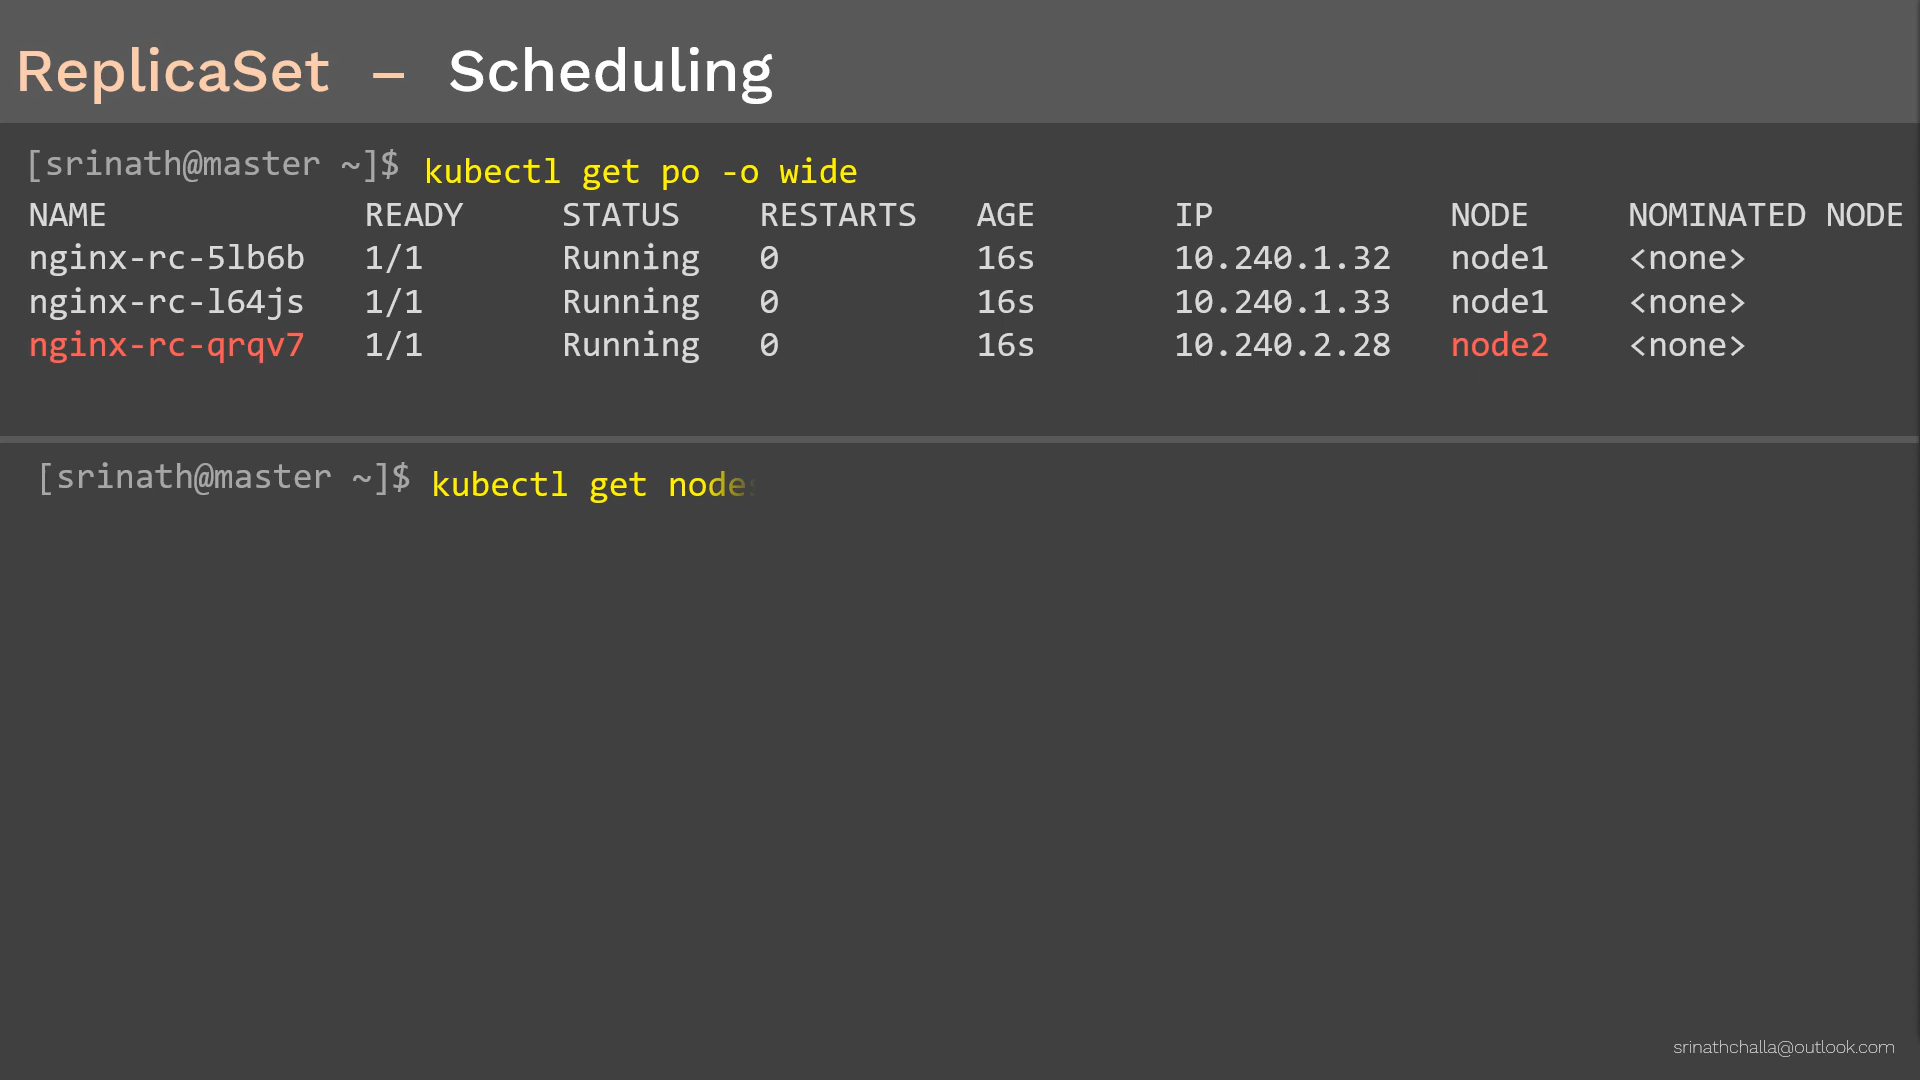 ReplicaSet – Scheduling
[srinath@master ~]$ kubectl get po -o wide
NAME READY STATUS RESTARTS AGE IP NODE NOMINATED NODE
nginx-rc-5lb6b 1/1 Running 0 16s 10.240.1.32 node1 <none>
nginx-rc-l64js 1/1 Running 0 16s 10.240.1.33 node1 <none>
nginx-rc-qrqv7 1/1 Running 0 16s 10.240.2.28 node2 <none>
[srinath@master ~]$ kubectl get nodes
srinathchalla@outlook.com